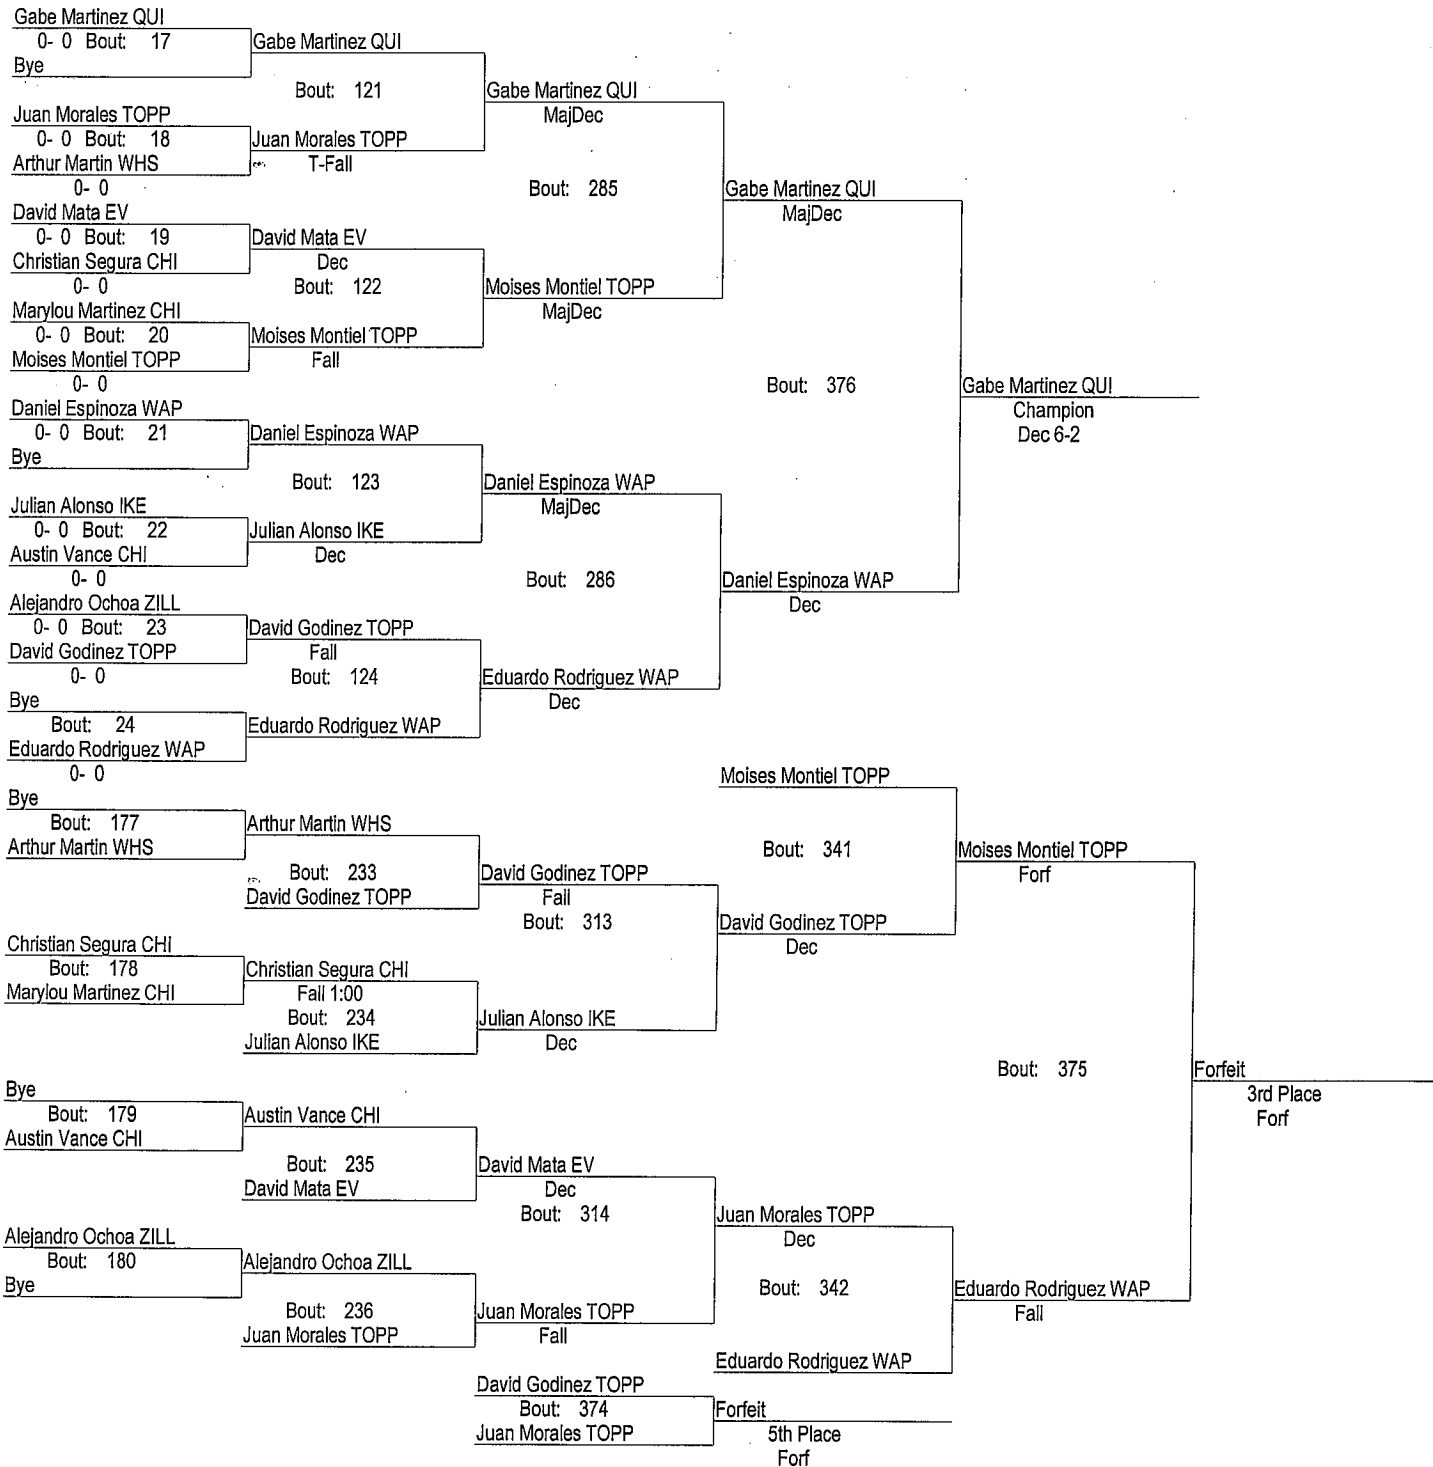 Gabe Martinez QUI
0- 0 Bout: 17
Bye
Gabe Martinez QUI
Bout: 121
Juan Morales TOPP
0- 0 Bout: 18
Arthur Martin WHS
0- 0
Juan Morales TOPP
T-Fall
Gabe Martinez QUI
MajDec
Bout: 285
David Mata EV
0- 0 Bout: 19
Christian Segura CHI
0- 0
David Mata EV
Dec
Bout: 122
Marylou Martinez CHI
0- 0 Bout: 20
Moises Montiel TOPP
0- 0
Moises Montiel TOPP
Fall
Moises Montiel TOPP
MajDec
Gabe Martinez QUI
MajDec
Bout: 376
Gabe Martinez QUI
Champion
Dec 6-2
Daniel Espinoza WAP
0- 0 Bout: 21
Bye
Daniel Espinoza WAP
Bout: 123
Julian Alonso IKE
0- 0 Bout: 22
Austin Vance CHI
0- 0
Julian Alonso IKE
Dec
Daniel Espinoza WAP
MajDec
Bout: 286
Daniel Espinoza WAP
Dec
Alejandro Ochoa ZILL
0- 0 Bout: 23
David Godinez TOPP
0- 0
David Godinez TOPP
Fall
Bout: 124
Bye
Bout: 24
Eduardo Rodriguez WAP
0- 0
Eduardo Rodriguez WAP
Eduardo Rodriguez WAP
Dec
Bye
Bout: 177
Arthur Martin WHS
Arthur Martin WHS
Bout: 233
David Godinez TOPP
David Godinez TOPP
Fall
Bout: 313
Christian Segura CHI
Bout: 178
Marylou Martinez CHI
Christian Segura CHI
Fall 1:00
Bout: 234
Julian Alonso IKE
Julian Alonso IKE
Dec
Moises Montiel TOPP
Bout: 341
David Godinez TOPP
Dec
Moises Montiel TOPP
Forf
Bout: 375
Forfeit
3rd Place
Forf
Bye
Bout: 179
Austin Vance CHI
Austin Vance CHI
Bout: 235
David Mata EV
David Mata EV
Dec
Bout: 314
Alejandro Ochoa ZILL
Bout: 180
Bye
Alejandro Ochoa ZILL
Bout: 236
Juan Morales TOPP
Juan Morales TOPP
Fall
Juan Morales TOPP
Dec
Bout: 342
Eduardo Rodriguez WAP
Eduardo Rodriguez WAP
Fall
David Godinez TOPP
Bout: 374
Juan Morales TOPP
Forfeit
5th Place
Forf